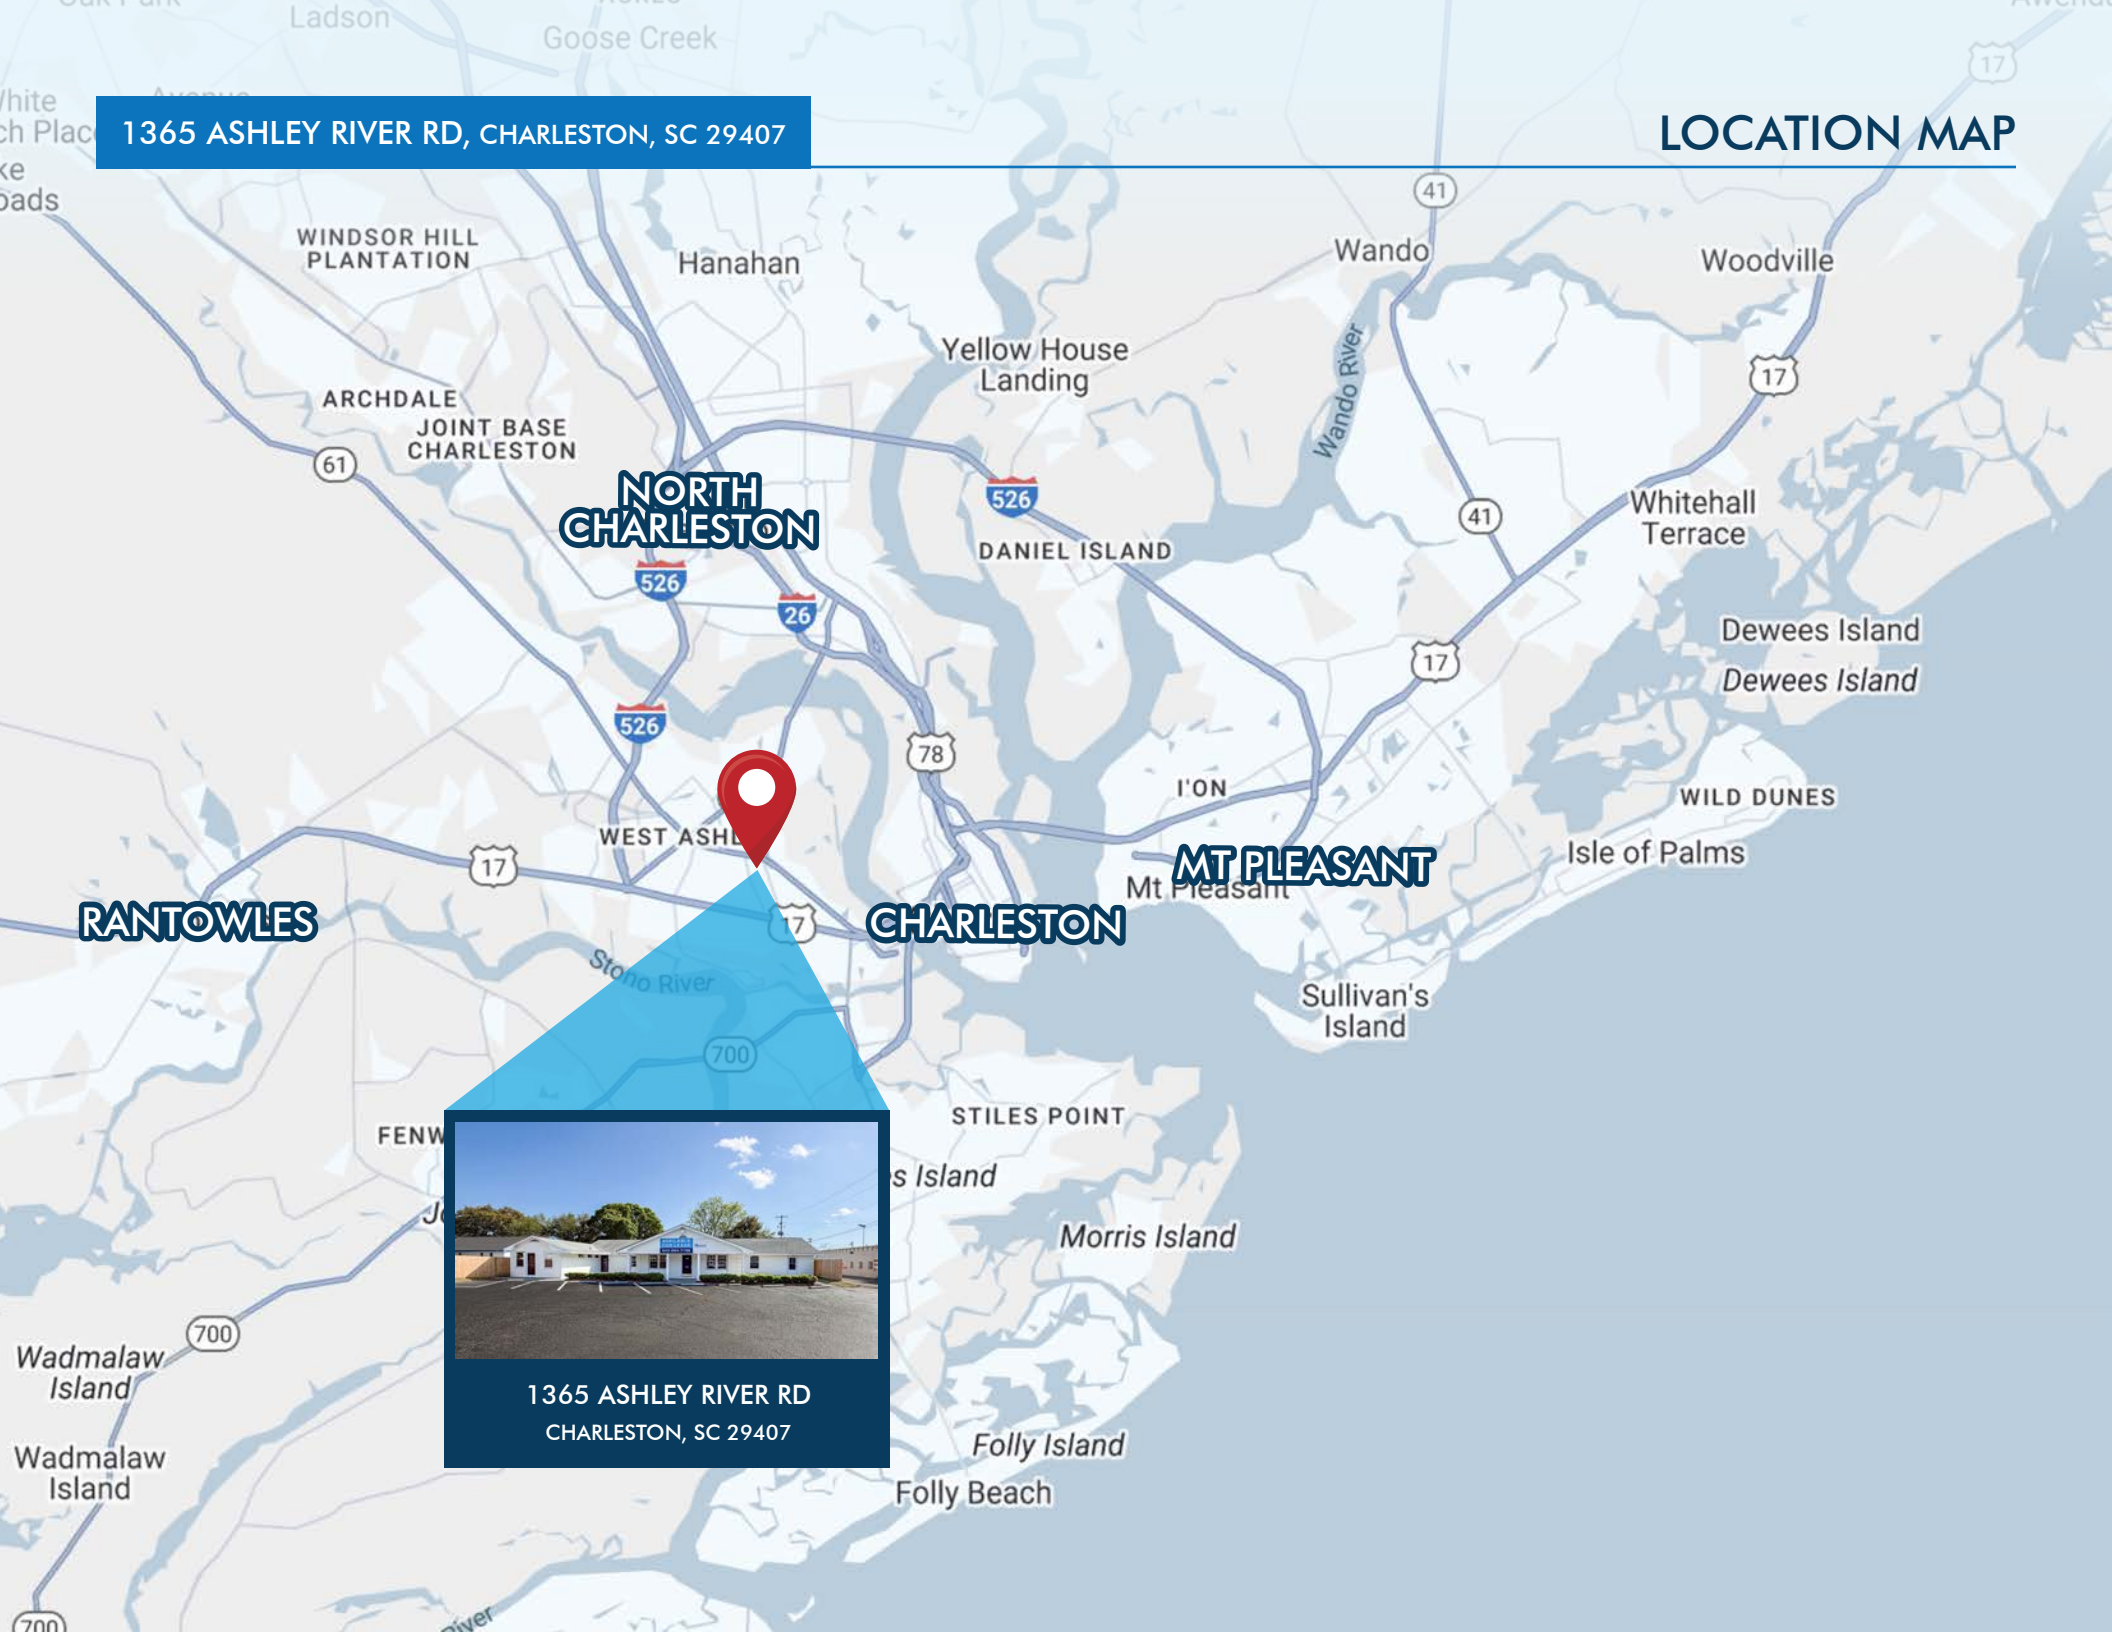 Ladson
Goose Creek
17
1365 ASHLEY RIVER RD, CHARLESTON, SC 29407
LOCATION MAP
41
WINDSOR HILL
PLANTATION
Hanahan
Wando
Woodville
Yellow House
Landing
Wando River
17
ARCHDALE
JOINT BASE
CHARLESTON
61
NORTH
CHARLESTON
526
41
Whitehall
Terrace
DANIEL ISLAND
526
26
Dewees Island
17
Dewees Island
526
78
I'ON
WILD DUNES
WEST ASHL
17
MT PLEASANT
Isle of Palms
Mt Pleasant
RANTOWLES
17
CHARLESTON
Stono River
Sullivan's
Island
700
STILES POINT
FENW
s Island
Morris Island
700
Wadmalaw
Island
1365 ASHLEY RIVER RD
CHARLESTON, SC 29407
Folly Island
Wadmalaw
Island
Folly Beach
River
700